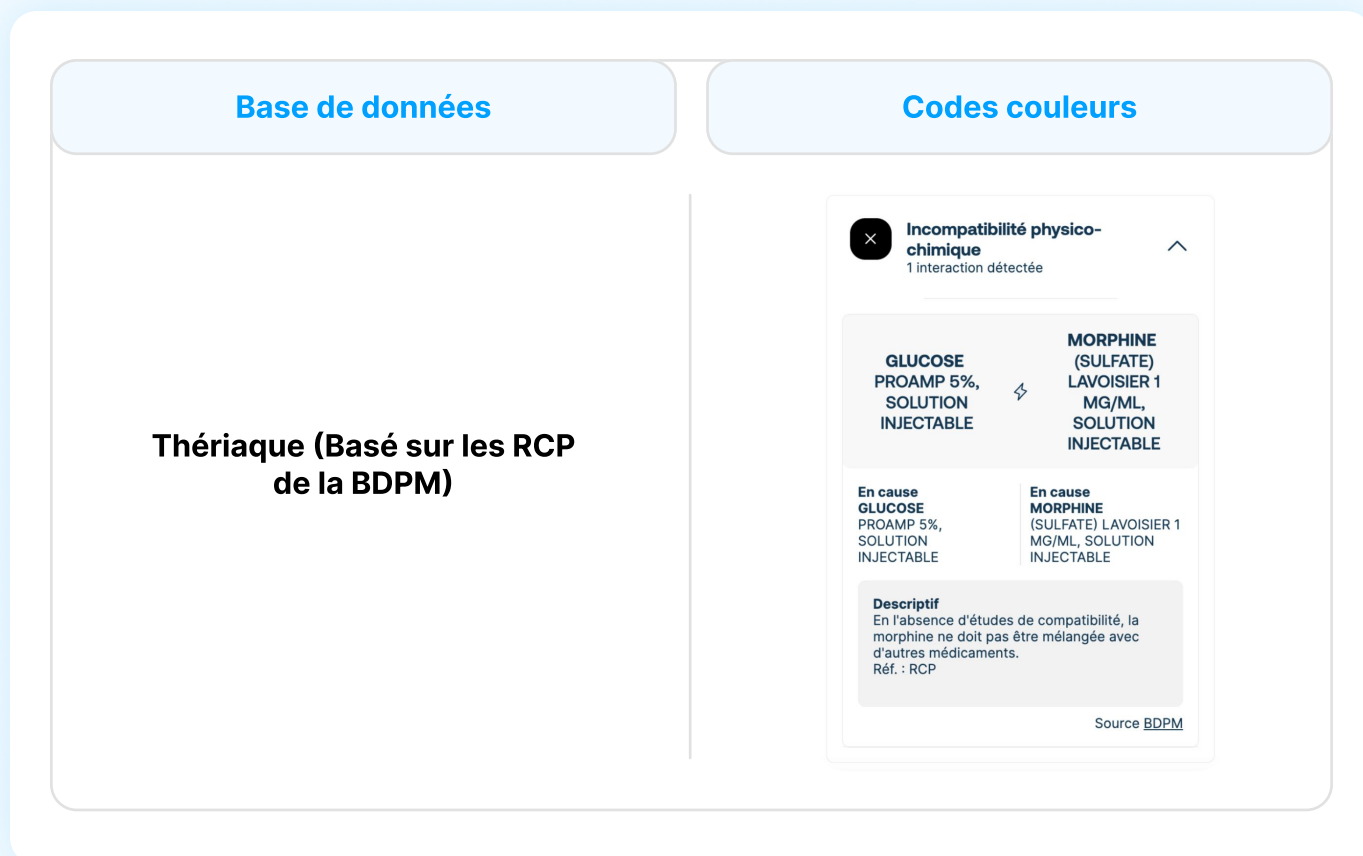 Base de données
Codes couleurs
Thériaque (Basé sur les RCP
de la BDPM)
Incompatibilité physico-
chimique
1 interaction détectée
GLUCOSE
PROAMP 5%,
SOLUTION
INJECTABLE
MORPHINE
(SULFATE)
LAVOISIER 1
MG/ML,
SOLUTION
INJECTABLE
En cause
GLUCOSE
PROAMP 5%,
SOLUTION
INJECTABLE
En cause
MORPHINE
(SULFATE) LAVOISIER 1
MG/ML, SOLUTION
INJECTABLE
Descriptif
En l'absence d'études de compatibilité, la
morphine ne doit pas être mélangée avec
d'autres médicaments.
Réf. : RCP
Source BDPM